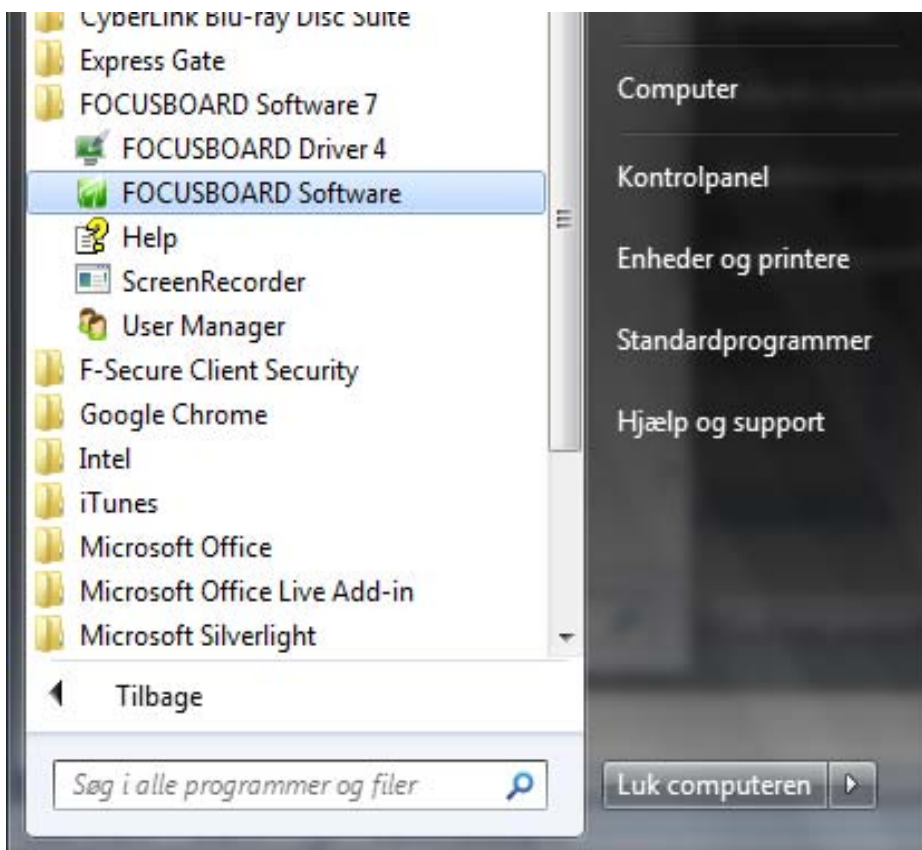 CyberLink Blu-ray Disc Suite
Express Gate
FOCUSBOARD Software 7
FOCUSBOARD Driver 4
FOCUSBOARD Software
Help
ScreenRecorder
User Manager
F-Secure Client Security
Google Chrome
Intel
iTunes
Microsoft Office
Microsoft Office Live Add-in
Microsoft Silverlight
Tilbage
Søg i alle programmer og filer
Computer
Kontrolpanel
Enheder og printere
Standardprogrammer
Hjælp og support
Luk computeren